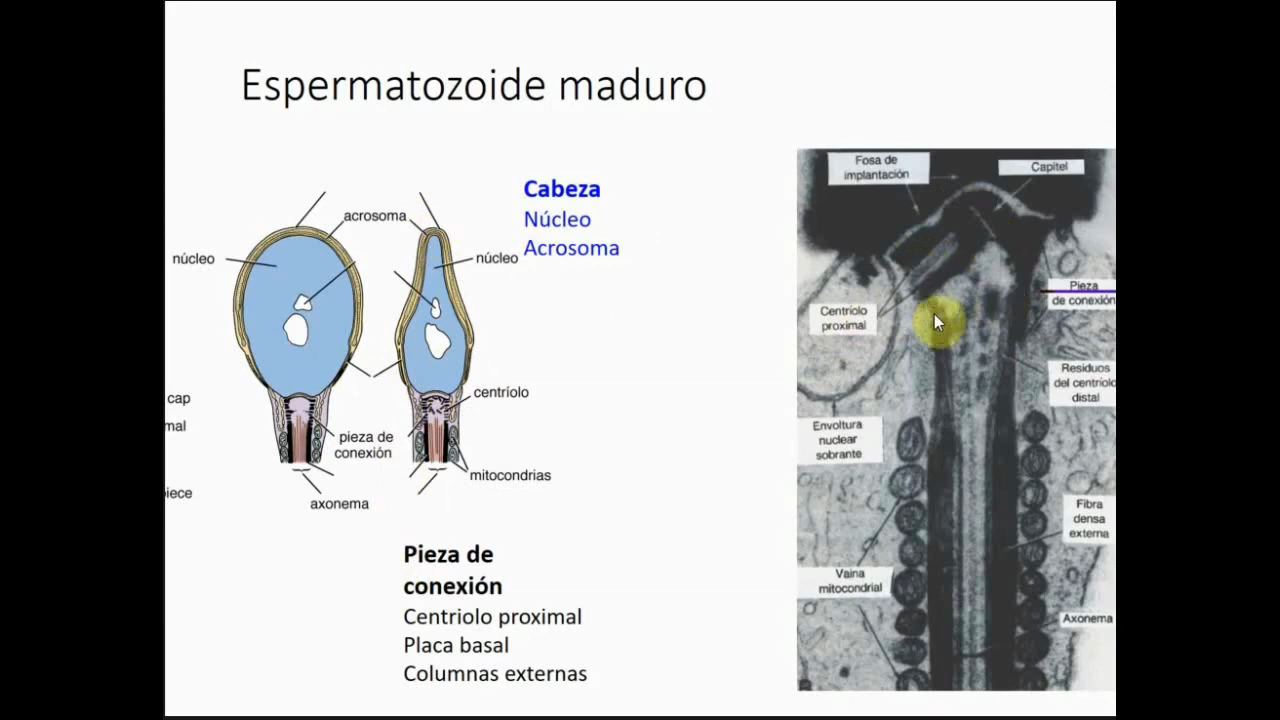 Espermatozoide maduro
Cabeza
Núcleo
Acrosoma
acrosoma
núcleo
núcleo
cap
mal
centríolo
pieza de
conexión
mitocondrias
iece
axonema
Pieza de
conexión
Centriolo proximal
Placa basal
Columnas externas
Fosa de
implantación
Capitel
Pieza
de conexión
Centríolo
proximal
Residuos
del centríolo
distal
Envoltura
nuclear
sobrante
Fibra
densa
externa
Vaina
mitocondrial
Axonema